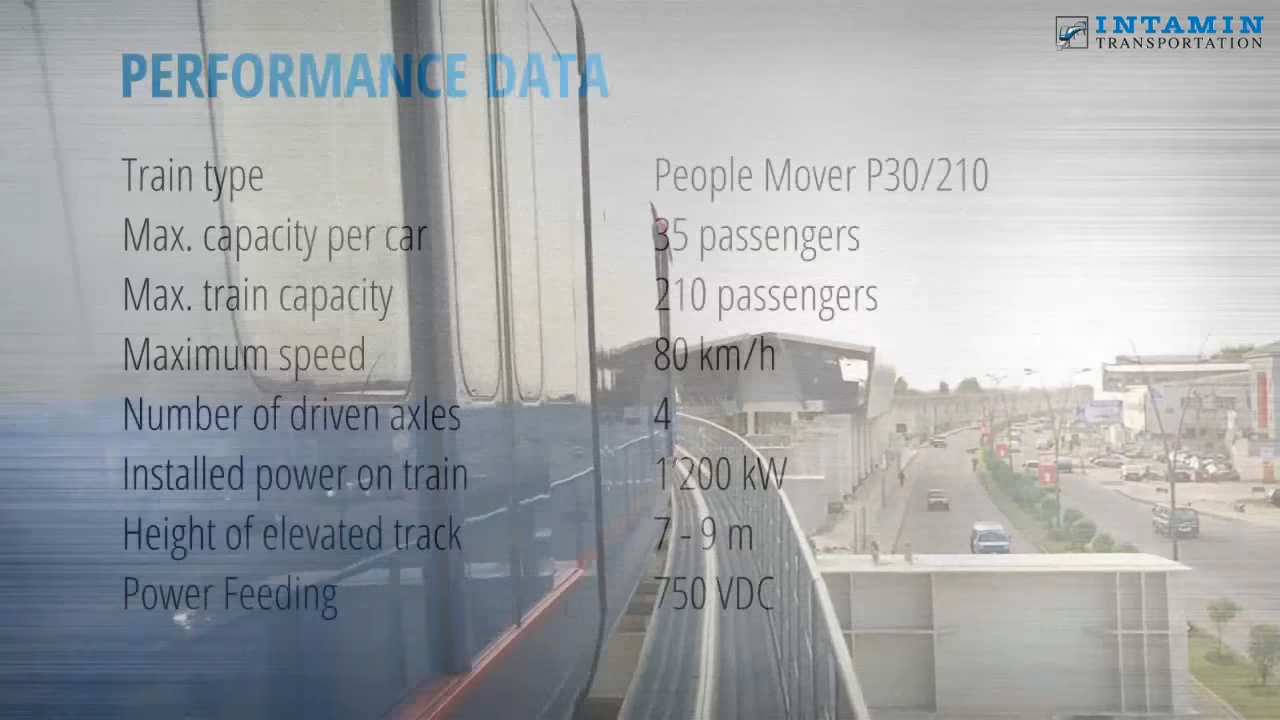 INTAMIN
TRANSPORTATION
PERFORMANCE DATA
Train type People Mover P30/210
Max. capacity per car 35 passengers
Max. train capacity 210 passengers
Maximum speed 80 km/h
Number of driven axles 4
Installed power on train 1'200 kW
Height of elevated track 7 - 9 m
Power Feeding 750 VDC